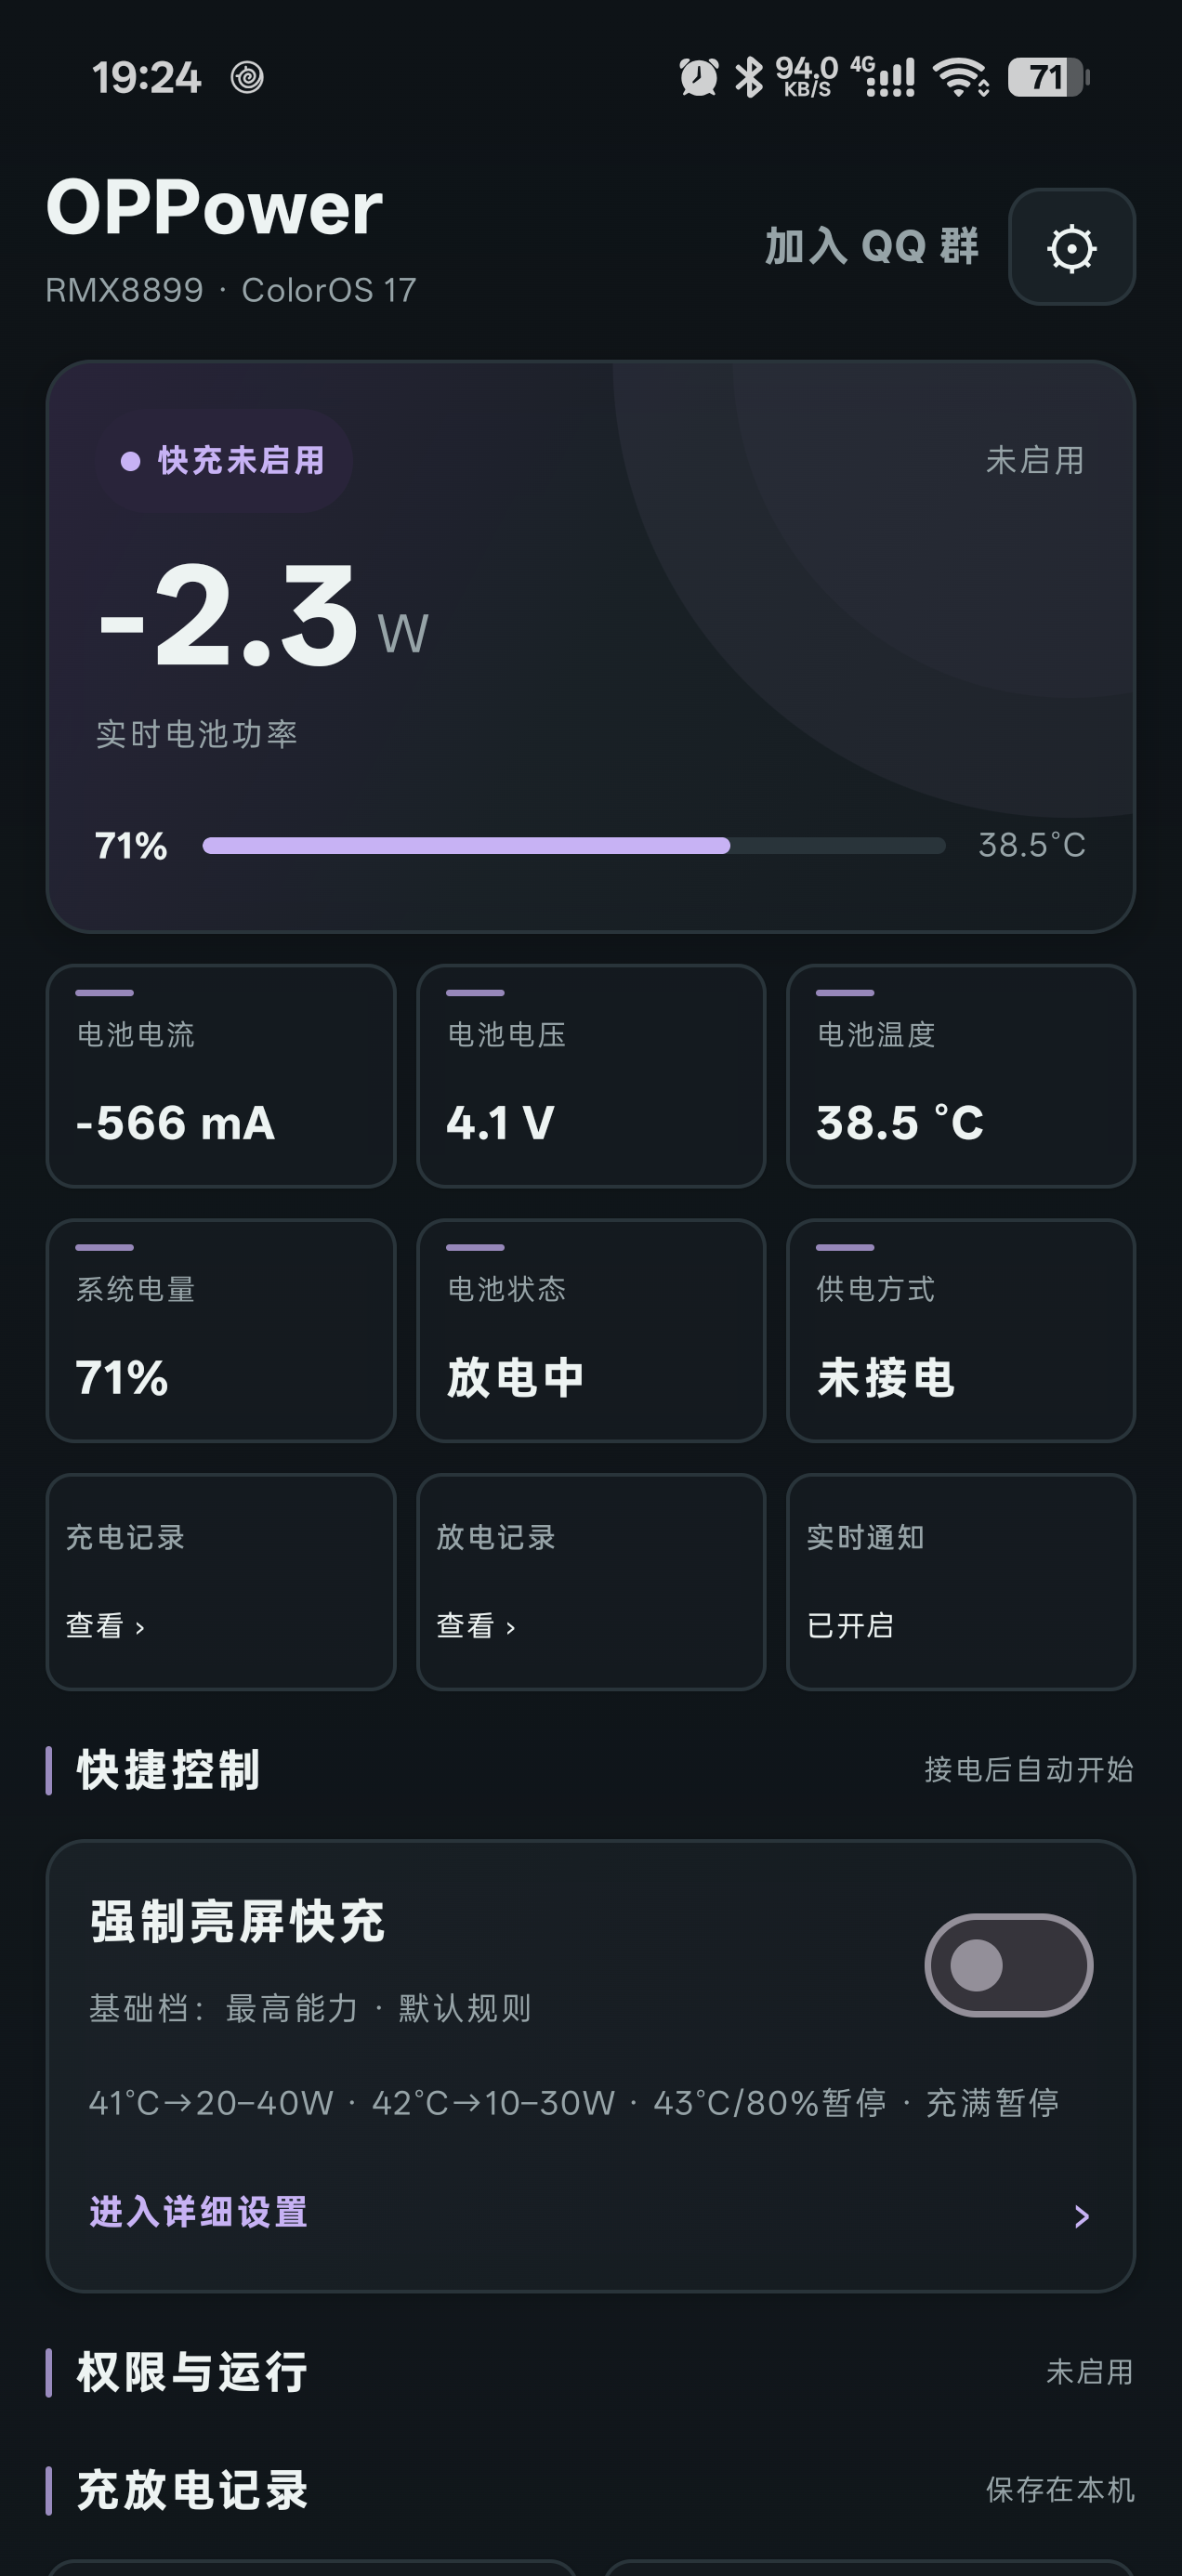 19:24 94.0 KB/S 4G 71
OPPower
加入 QQ 群
RMX8899 · ColorOS 17
快充未启用 未启用
-2.3 W
实时电池功率
71% 38.5°C
电池电流 电池电压 电池温度
-566 mA 4.1 V 38.5 °C
系统电量 电池状态 供电方式
71% 放电中 未接电
充电记录 放电记录 实时通知
查看 › 查看 › 已开启
快捷控制 接电后自动开始
强制亮屏快充
基础档：最高能力 · 默认规则
41°C→20–40W · 42°C→10–30W · 43°C/80%暂停 · 充满暂停
进入详细设置 ›
权限与运行 未启用
充放电记录 保存在本机